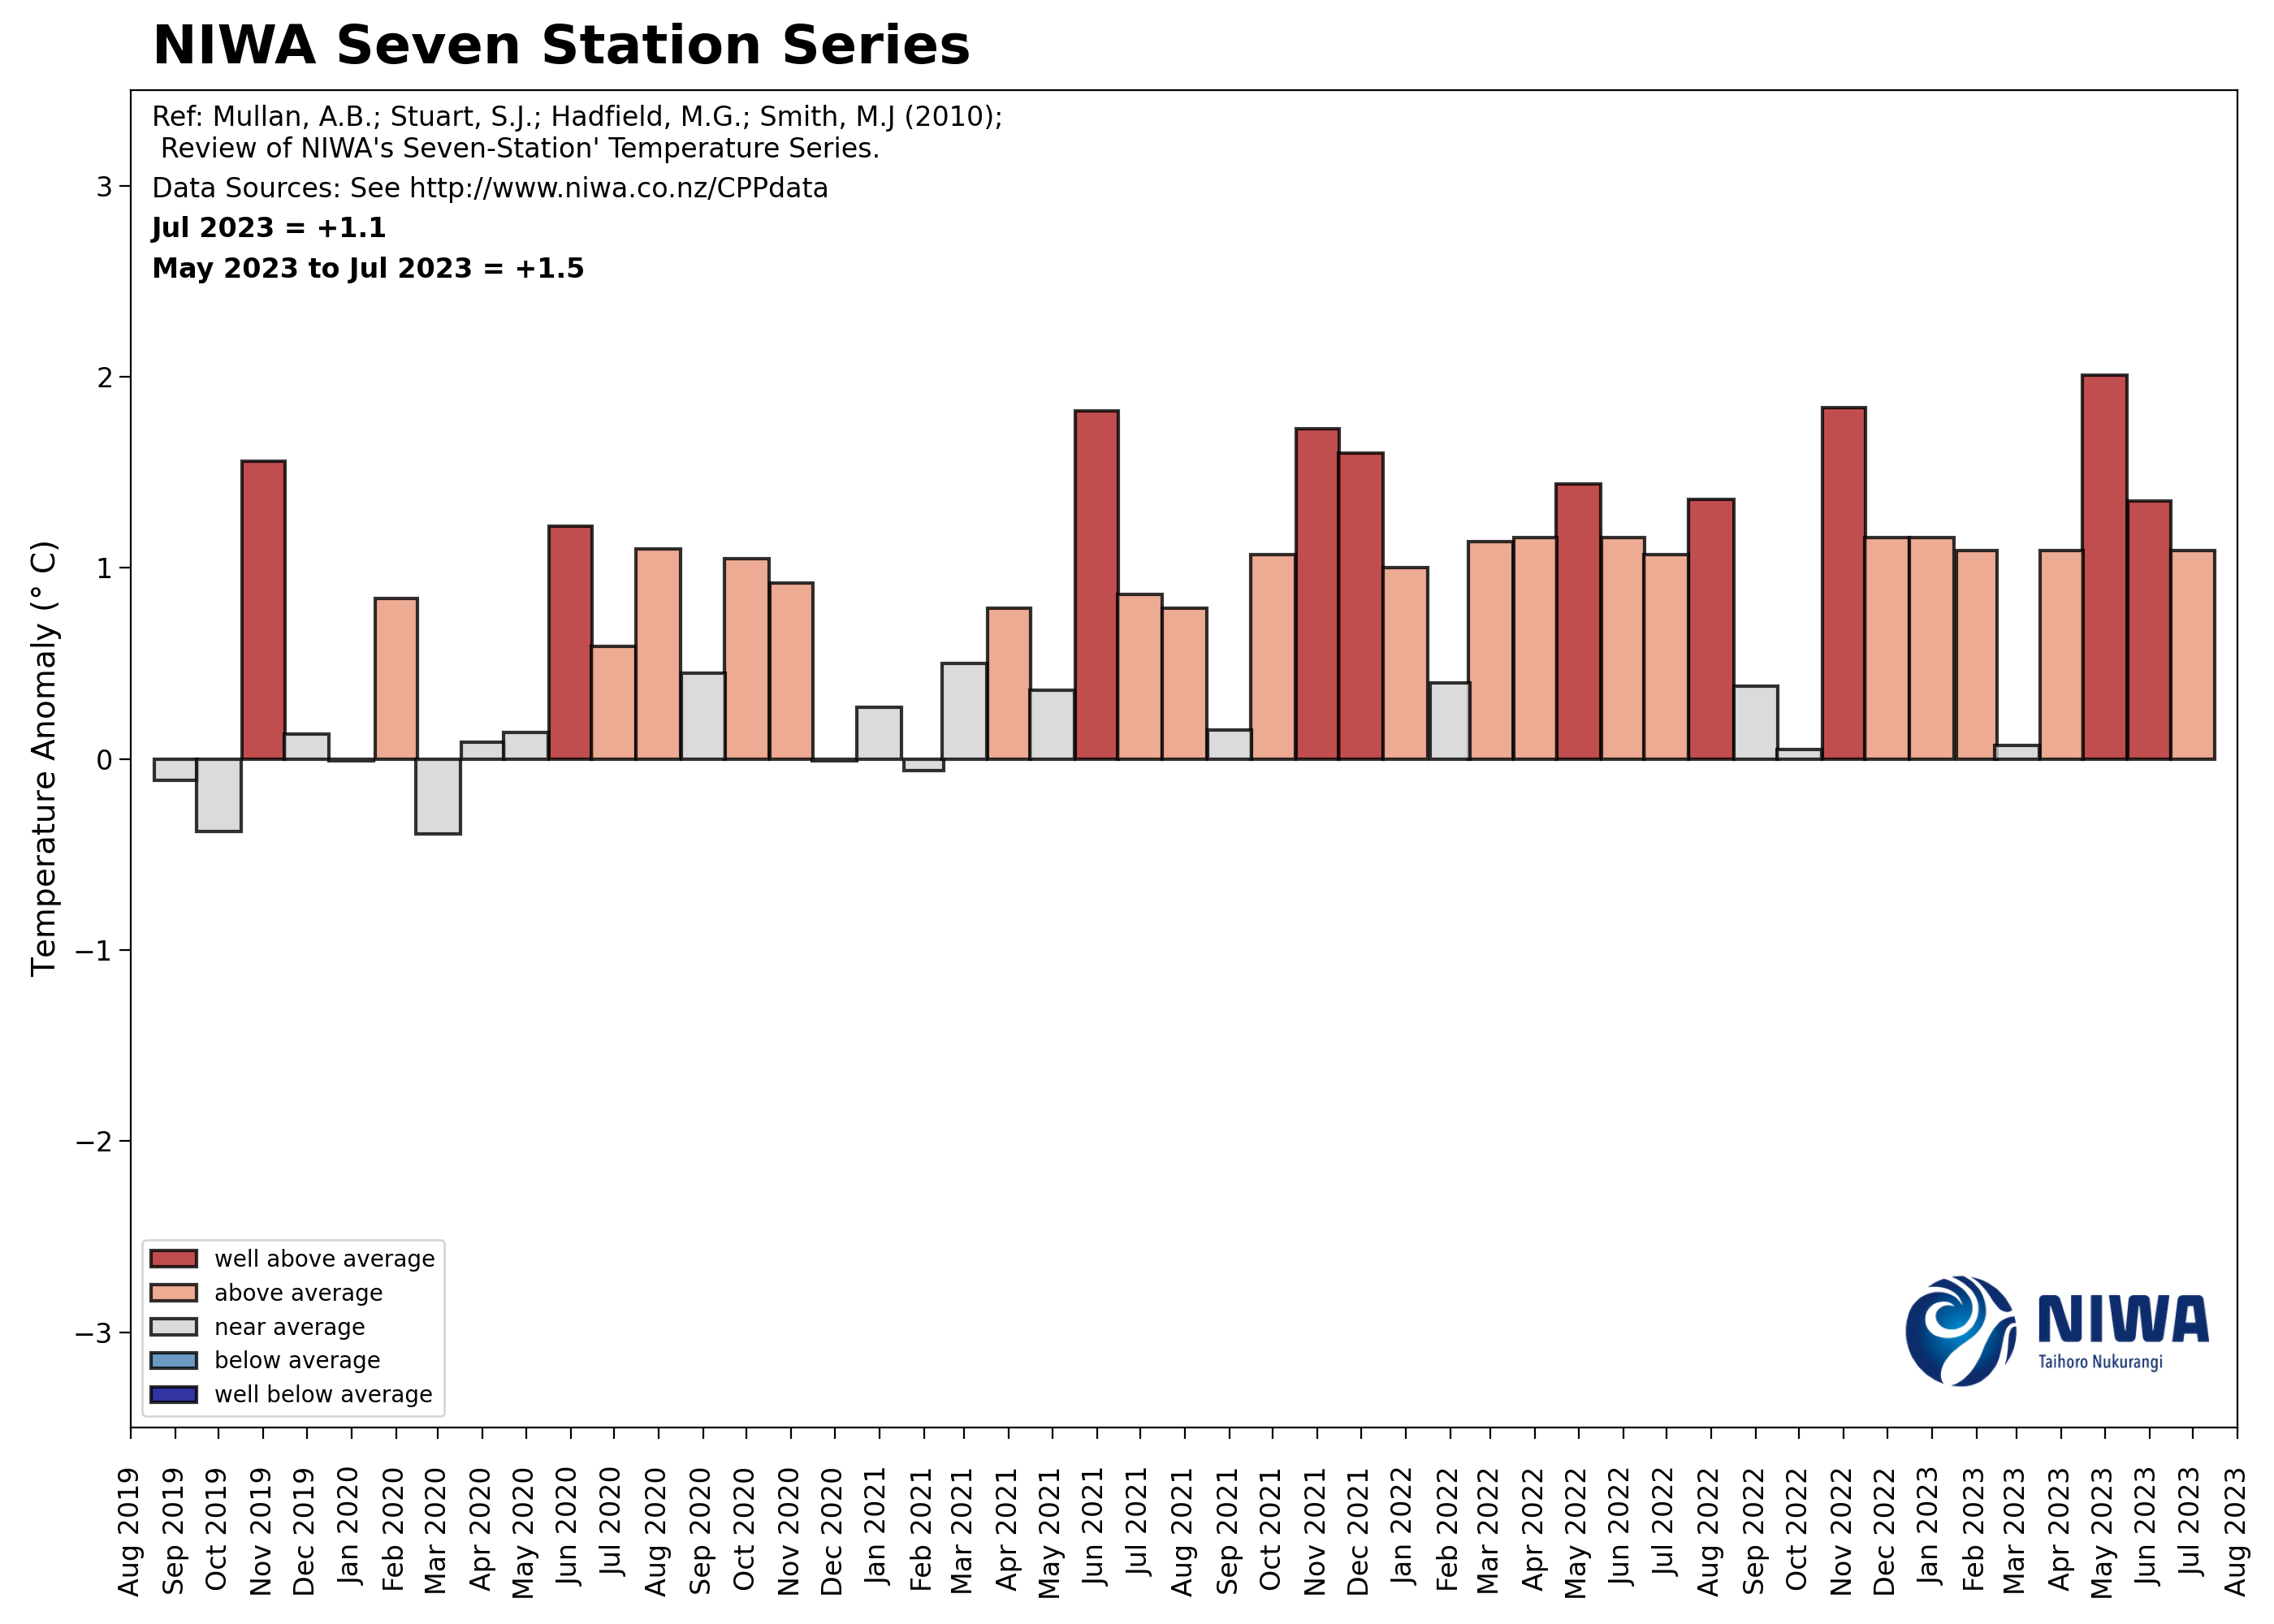 NIWA Seven Station Series
Ref: Mullan, A.B.; Stuart, S.J.; Hadfield, M.G.; Smith, M.J (2010);
Review of NIWA's Seven-Station' Temperature Series.
Data Sources: See http://www.niwa.co.nz/CPPdata
Jul 2023 = +1.1
May 2023 to Jul 2023 = +1.5
Temperature Anomaly (° C)
3
2
1
0
−1
−2
−3
well above average
above average
near average
below average
well below average
NIWA
Taihoro Nukurangi
Aug 2019
Sep 2019
Oct 2019
Nov 2019
Dec 2019
Jan 2020
Feb 2020
Mar 2020
Apr 2020
May 2020
Jun 2020
Jul 2020
Aug 2020
Sep 2020
Oct 2020
Nov 2020
Dec 2020
Jan 2021
Feb 2021
Mar 2021
Apr 2021
May 2021
Jun 2021
Jul 2021
Aug 2021
Sep 2021
Oct 2021
Nov 2021
Dec 2021
Jan 2022
Feb 2022
Mar 2022
Apr 2022
May 2022
Jun 2022
Jul 2022
Aug 2022
Sep 2022
Oct 2022
Nov 2022
Dec 2022
Jan 2023
Feb 2023
Mar 2023
Apr 2023
May 2023
Jun 2023
Jul 2023
Aug 2023